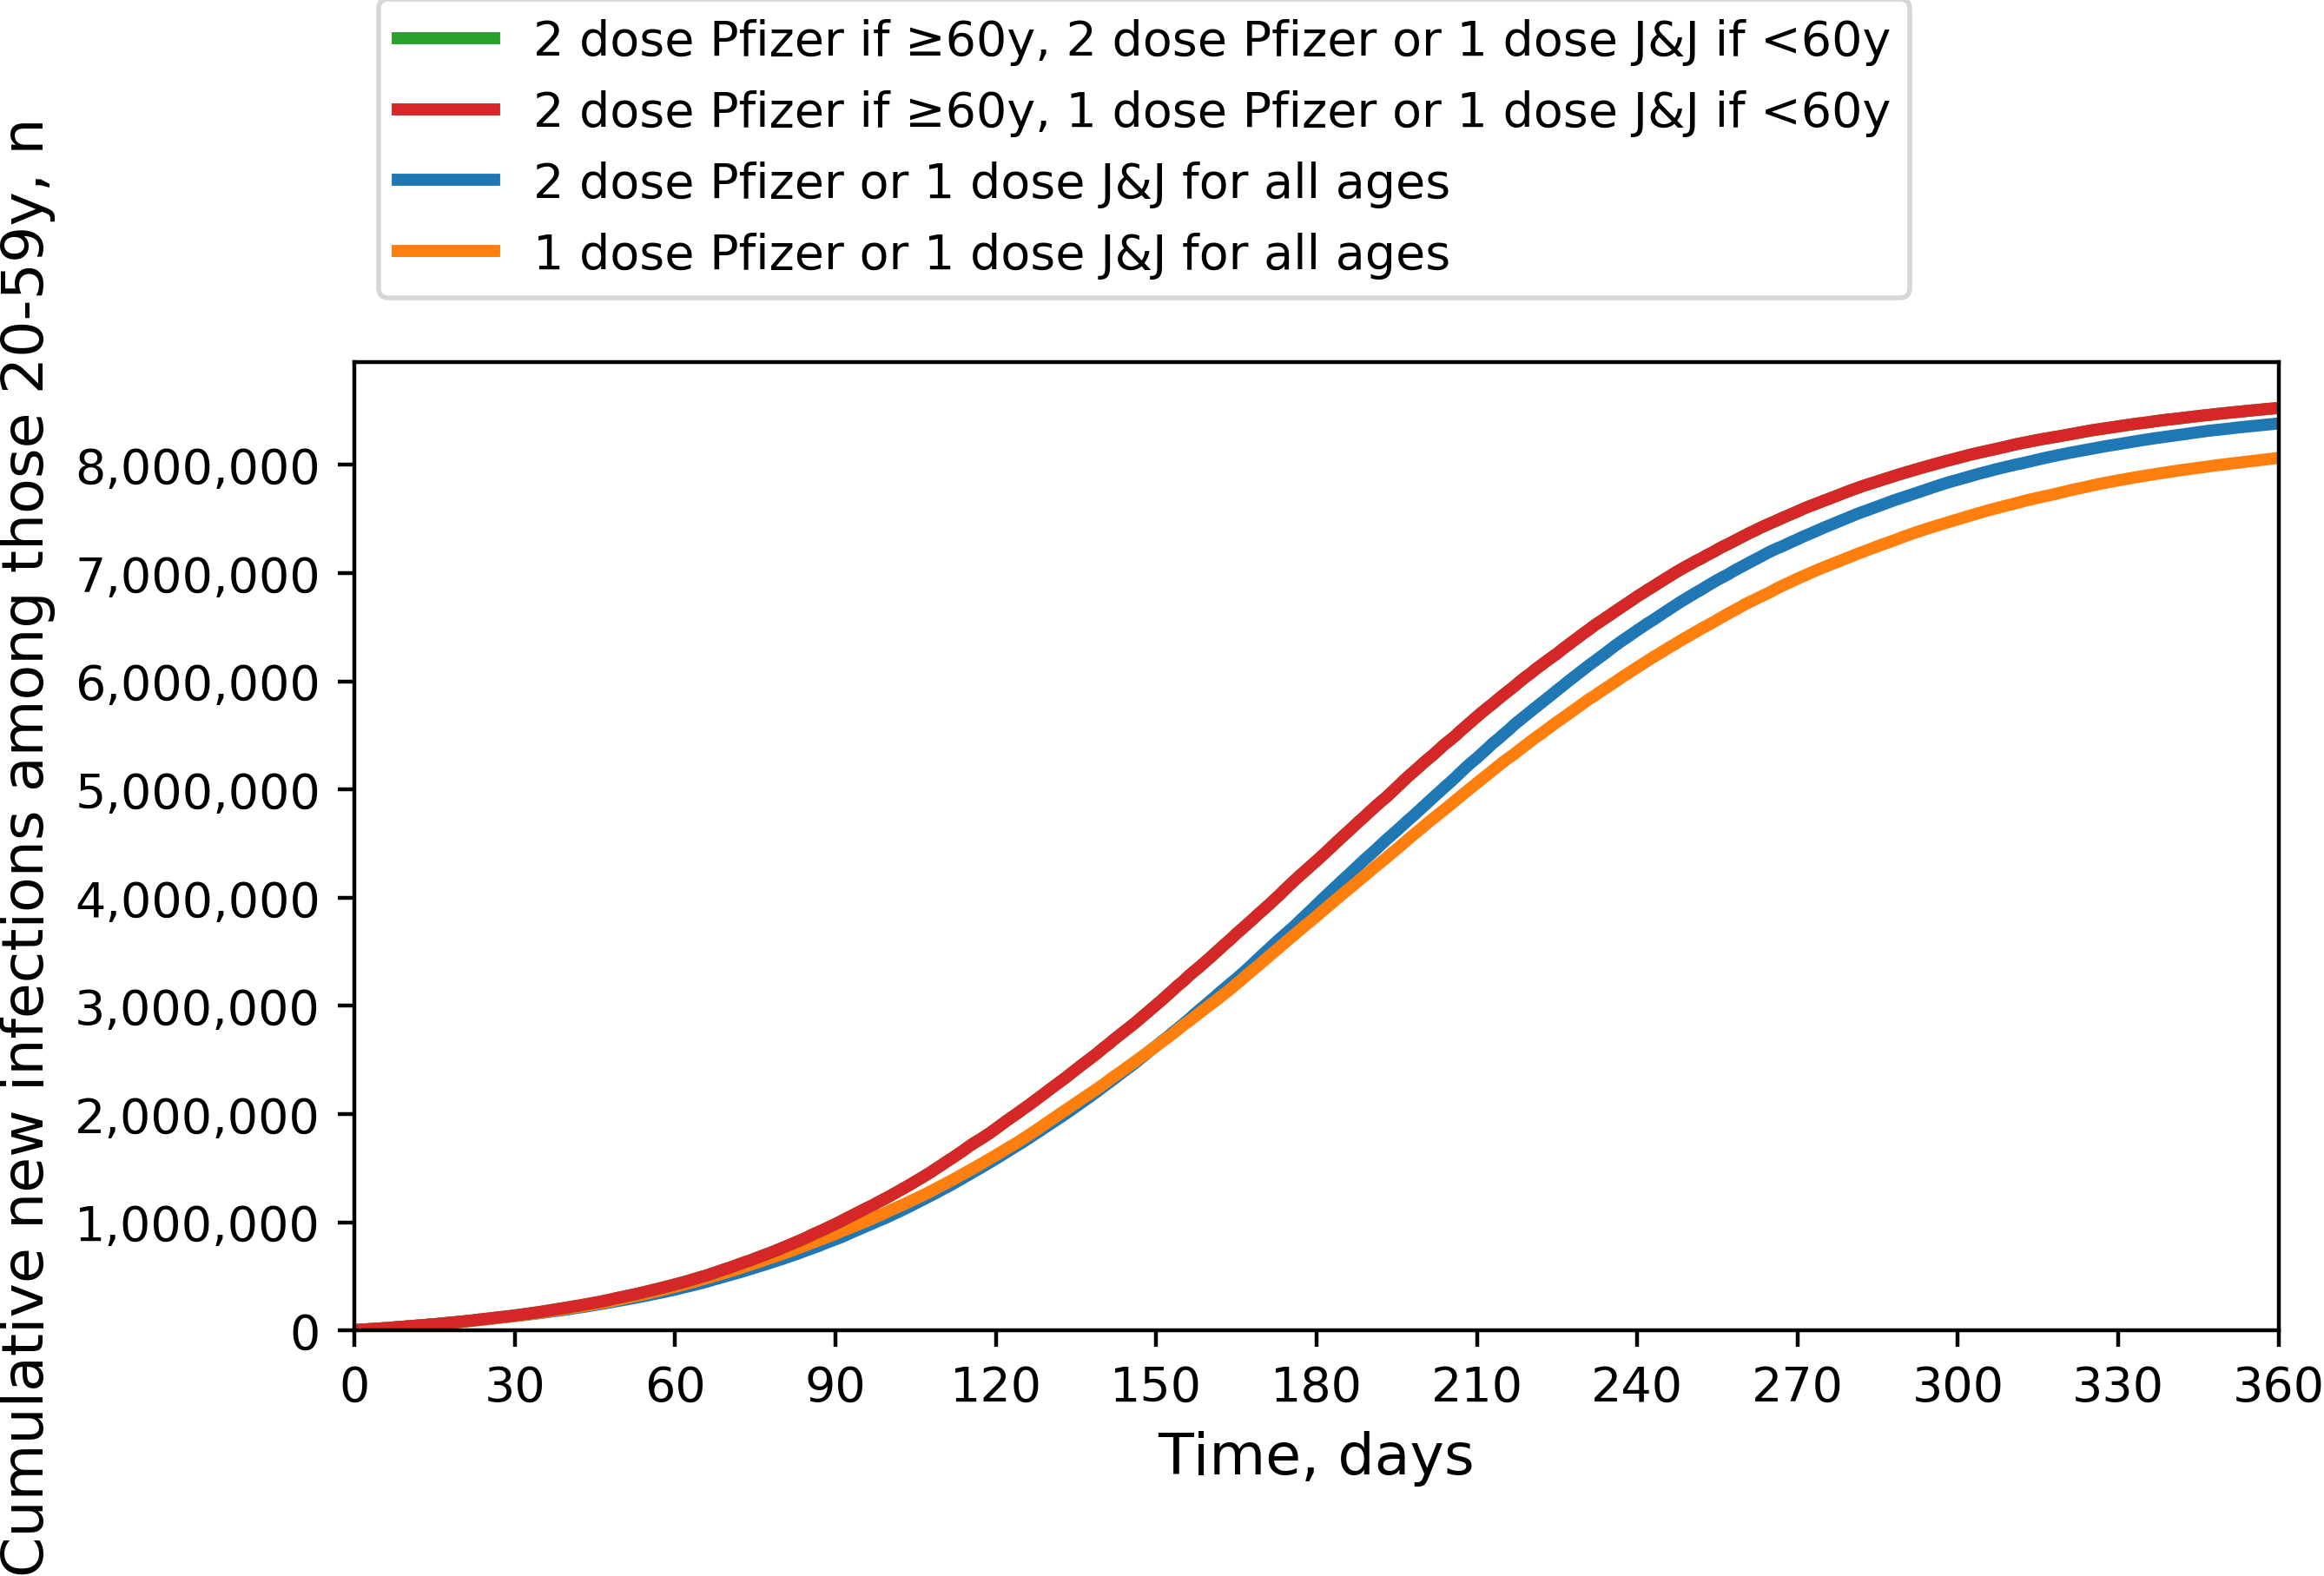 2 dose Pfizer if ≥60y, 2 dose Pfizer or 1 dose J&J if <60y
2 dose Pfizer if ≥60y, 1 dose Pfizer or 1 dose J&J if <60y
2 dose Pfizer or 1 dose J&J for all ages
1 dose Pfizer or 1 dose J&J for all ages
Cumulative new infections among those 20-59y, n
8,000,000
7,000,000
6,000,000
5,000,000
4,000,000
3,000,000
2,000,000
1,000,000
0
0 30 60 90 120 150 180 210 240 270 300 330 360
Time, days